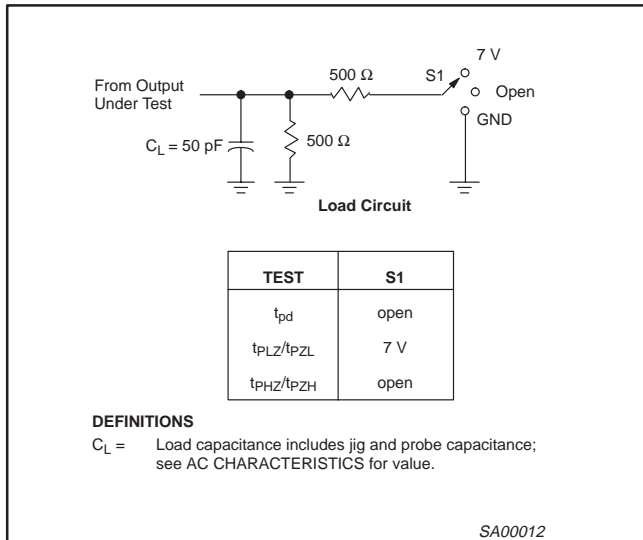 7 V
500 Ω
S1
From Output
Under Test
Open
GND
C_L = 50 pF
500 Ω
Load Circuit
TEST S1
t_pd open
t_PLZ/t_PZL 7 V
t_PHZ/t_PZH open
DEFINITIONS
C_L = Load capacitance includes jig and probe capacitance;
see AC CHARACTERISTICS for value.
SA00012